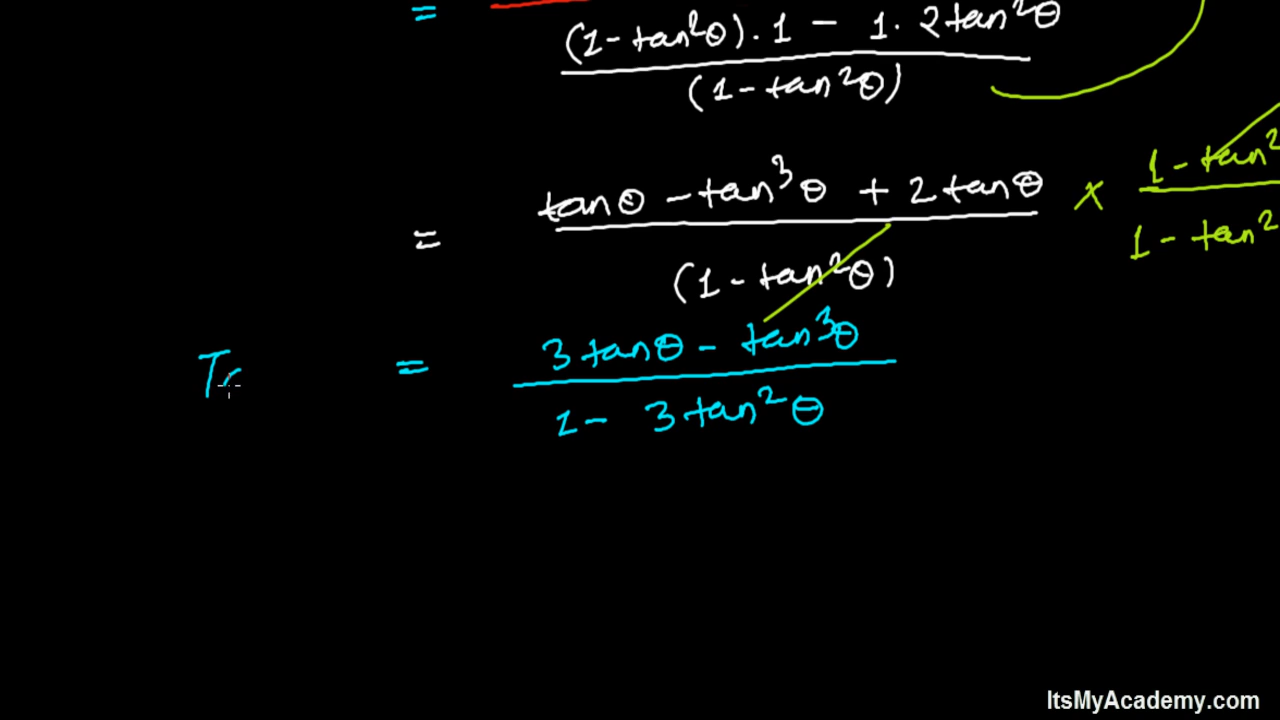 =
(1-tan²θ).1 - 1.2tan²θ
(1-tan²θ)
= tanθ - tan³θ + 2tanθ × 1-tan²
(1-tan²θ) 1-tan²
Tr = 3tanθ - tan³θ
1- 3tan²θ
ItsMyAcademy.com